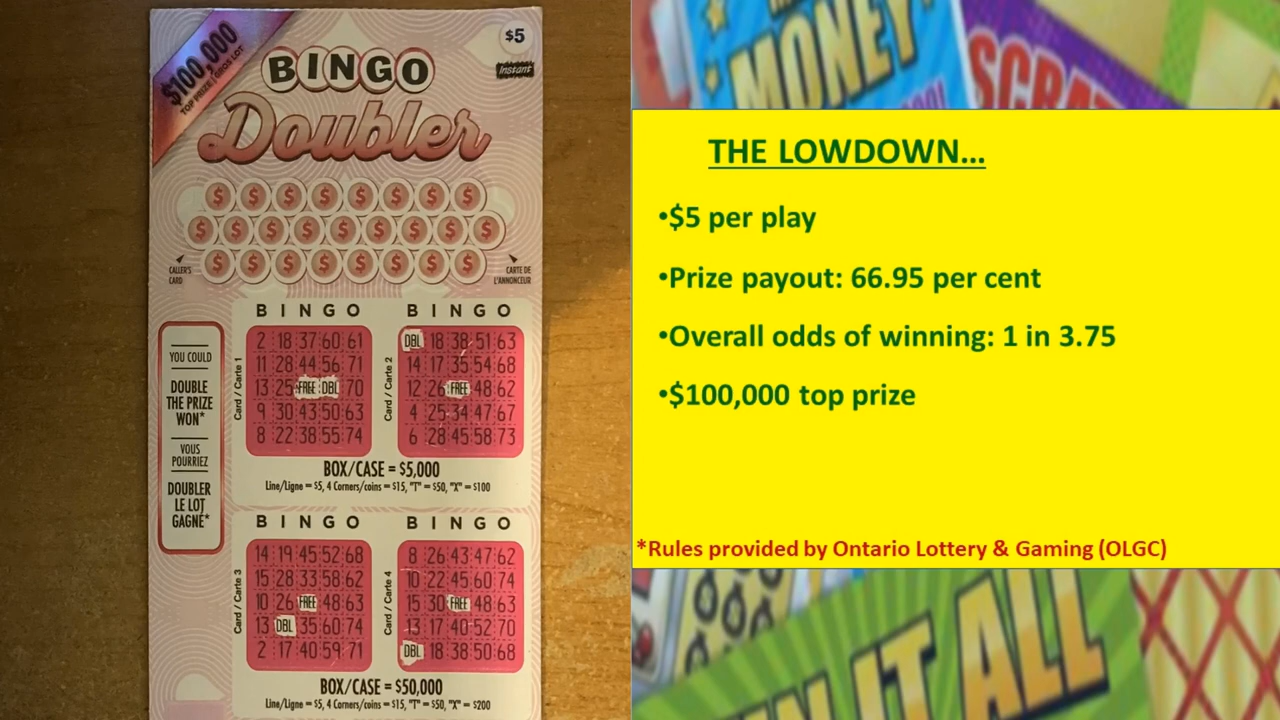 $100,000
TOP PRIZE | GROS LOT
$5
Instant
BINGO
Doubler
$ $ $ $ $ $ $ $
$ $ $ $ $ $ $ $ $
$ $ $ $ $ $ $ $
CALLER'S
CARD
CARTE DE
L'ANNONCEUR
YOU COULD
DOUBLE
THE PRIZE
WON*
VOUS
POURRIEZ
DOUBLER
LE LOT
GAGNÉ*
B I N G O
Card / Carte 1
2 18 37 60 61
11 28 44 56 71
13 25 FREE DBL 70
9 30 43 50 63
8 22 38 55 74
B I N G O
Card / Carte 2
DBL 18 38 51 63
14 17 35 54 68
12 26 FREE 48 62
4 25 34 47 67
6 28 45 58 73
BOX/CASE = $5,000
Line/Ligne = $5, 4 Corners/coins = $15, "T" = $50, "X" = $100
B I N G O
Card / Carte 3
14 19 45 52 68
15 28 33 58 62
10 26 FREE 48 63
13 DBL 35 60 74
2 17 40 59 71
B I N G O
Card / Carte 4
8 26 43 47 62
10 22 45 60 74
15 30 FREE 48 63
13 17 40 52 70
DBL 18 38 50 68
BOX/CASE = $50,000
Line/Ligne = $5, 4 Corners/coins = $15, "T" = $50, "X" = $200
MONEY
THE LOWDOWN...
•$5 per play
•Prize payout: 66.95 per cent
•Overall odds of winning: 1 in 3.75
•$100,000 top prize
*Rules provided by Ontario Lottery & Gaming (OLGC)
IT ALL